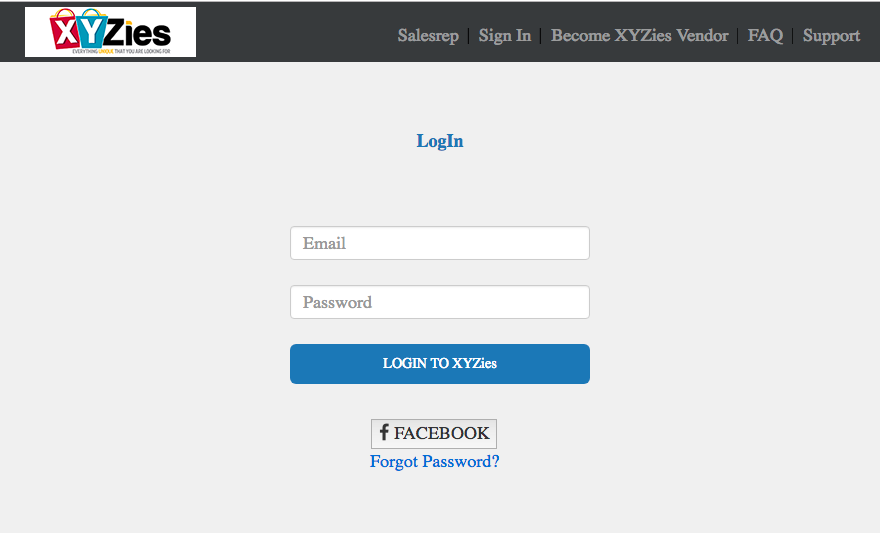 XYZies
EVERYTHING UNIQUE THAT YOU ARE LOOKING FOR
Salesrep | Sign In | Become XYZies Vendor | FAQ | Support
LogIn
Email
Password
LOGIN TO XYZies
f FACEBOOK
Forgot Password?